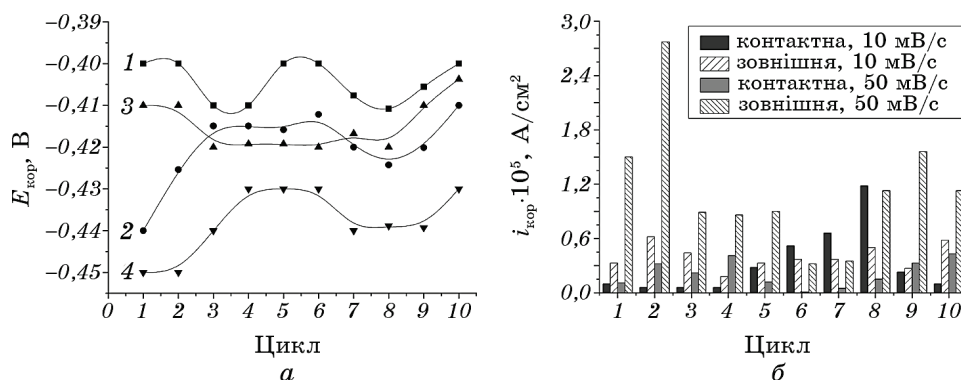 −0,39
−0,40
−0,41
−0,42
−0,43
−0,44
−0,45
Eкор, В
1
3
2
4
0 1 2 3 4 5 6 7 8 9 10
Цикл
а
3,0
2,4
1,8
1,2
0,6
0,0
iкор·10⁵, А/см²
контактна, 10 мВ/с
зовнішня, 10 мВ/с
контактна, 50 мВ/с
зовнішня, 50 мВ/с
1 2 3 4 5 6 7 8 9 10
Цикл
б